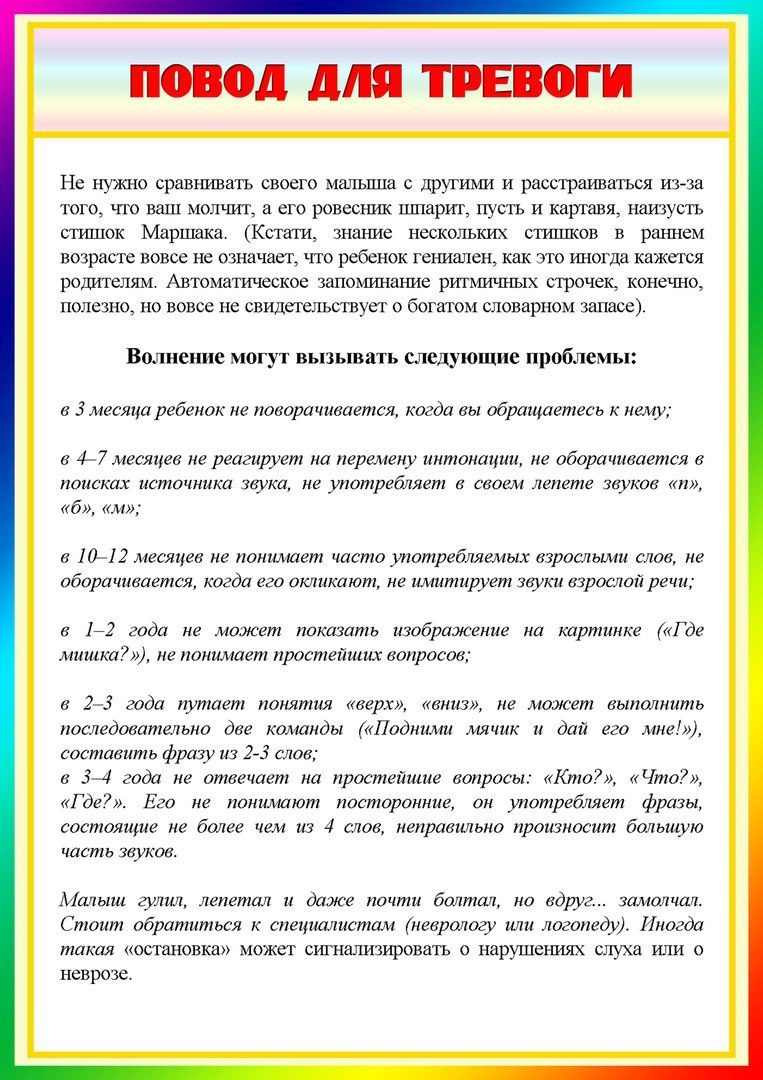 ПОВОД ДЛЯ ТРЕВОГИ
Не нужно сравнивать своего малыша с другими и расстраиваться из-за
того, что ваш молчит, а его ровесник шпарит, пусть и картавя, наизусть
стишок Маршака. (Кстати, знание нескольких стишков в раннем
возрасте вовсе не означает, что ребенок гениален, как это иногда кажется
родителям. Автоматическое запоминание ритмичных строчек, конечно,
полезно, но вовсе не свидетельствует о богатом словарном запасе).
Волнение могут вызывать следующие проблемы:
в 3 месяца ребенок не поворачивается, когда вы обращаетесь к нему;
в 4–7 месяцев не реагирует на перемену интонации, не оборачивается в
поисках источника звука, не употребляет в своем лепете звуков «п»,
«б», «м»;
в 10–12 месяцев не понимает часто употребляемых взрослыми слов, не
оборачивается, когда его окликают, не имитирует звуки взрослой речи;
в 1–2 года не может показать изображение на картинке («Где
мишка?»), не понимает простейших вопросов;
в 2–3 года путает понятия «верх», «вниз», не может выполнить
последовательно две команды («Подними мячик и дай его мне!»),
составить фразу из 2-3 слов;
в 3–4 года не отвечает на простейшие вопросы: «Кто?», «Что?»,
«Где?». Его не понимают посторонние, он употребляет фразы,
состоящие не более чем из 4 слов, неправильно произносит большую
часть звуков.
Малыш гулил, лепетал и даже почти болтал, но вдруг... замолчал.
Стоит обратиться к специалистам (неврологу или логопеду). Иногда
такая «остановка» может сигнализировать о нарушениях слуха или о
неврозе.